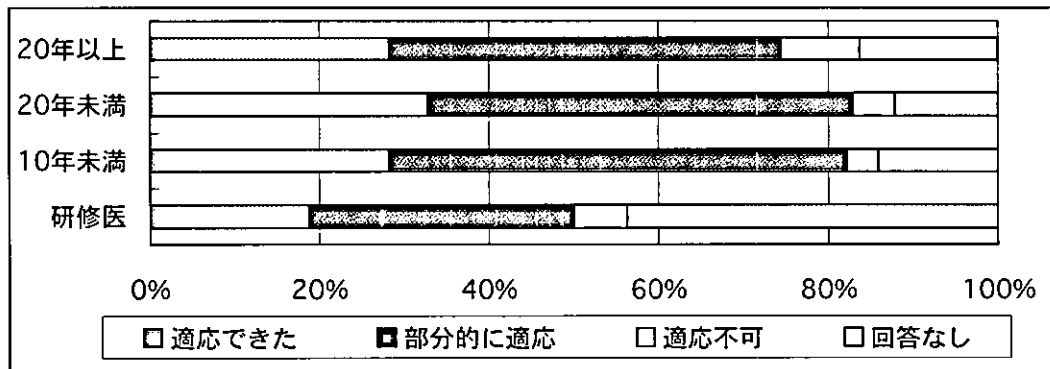 20年以上
20年未満
10年未満
研修医
0% 20% 40% 60% 80% 100%
適応できた 部分的に適応 適応不可 回答なし